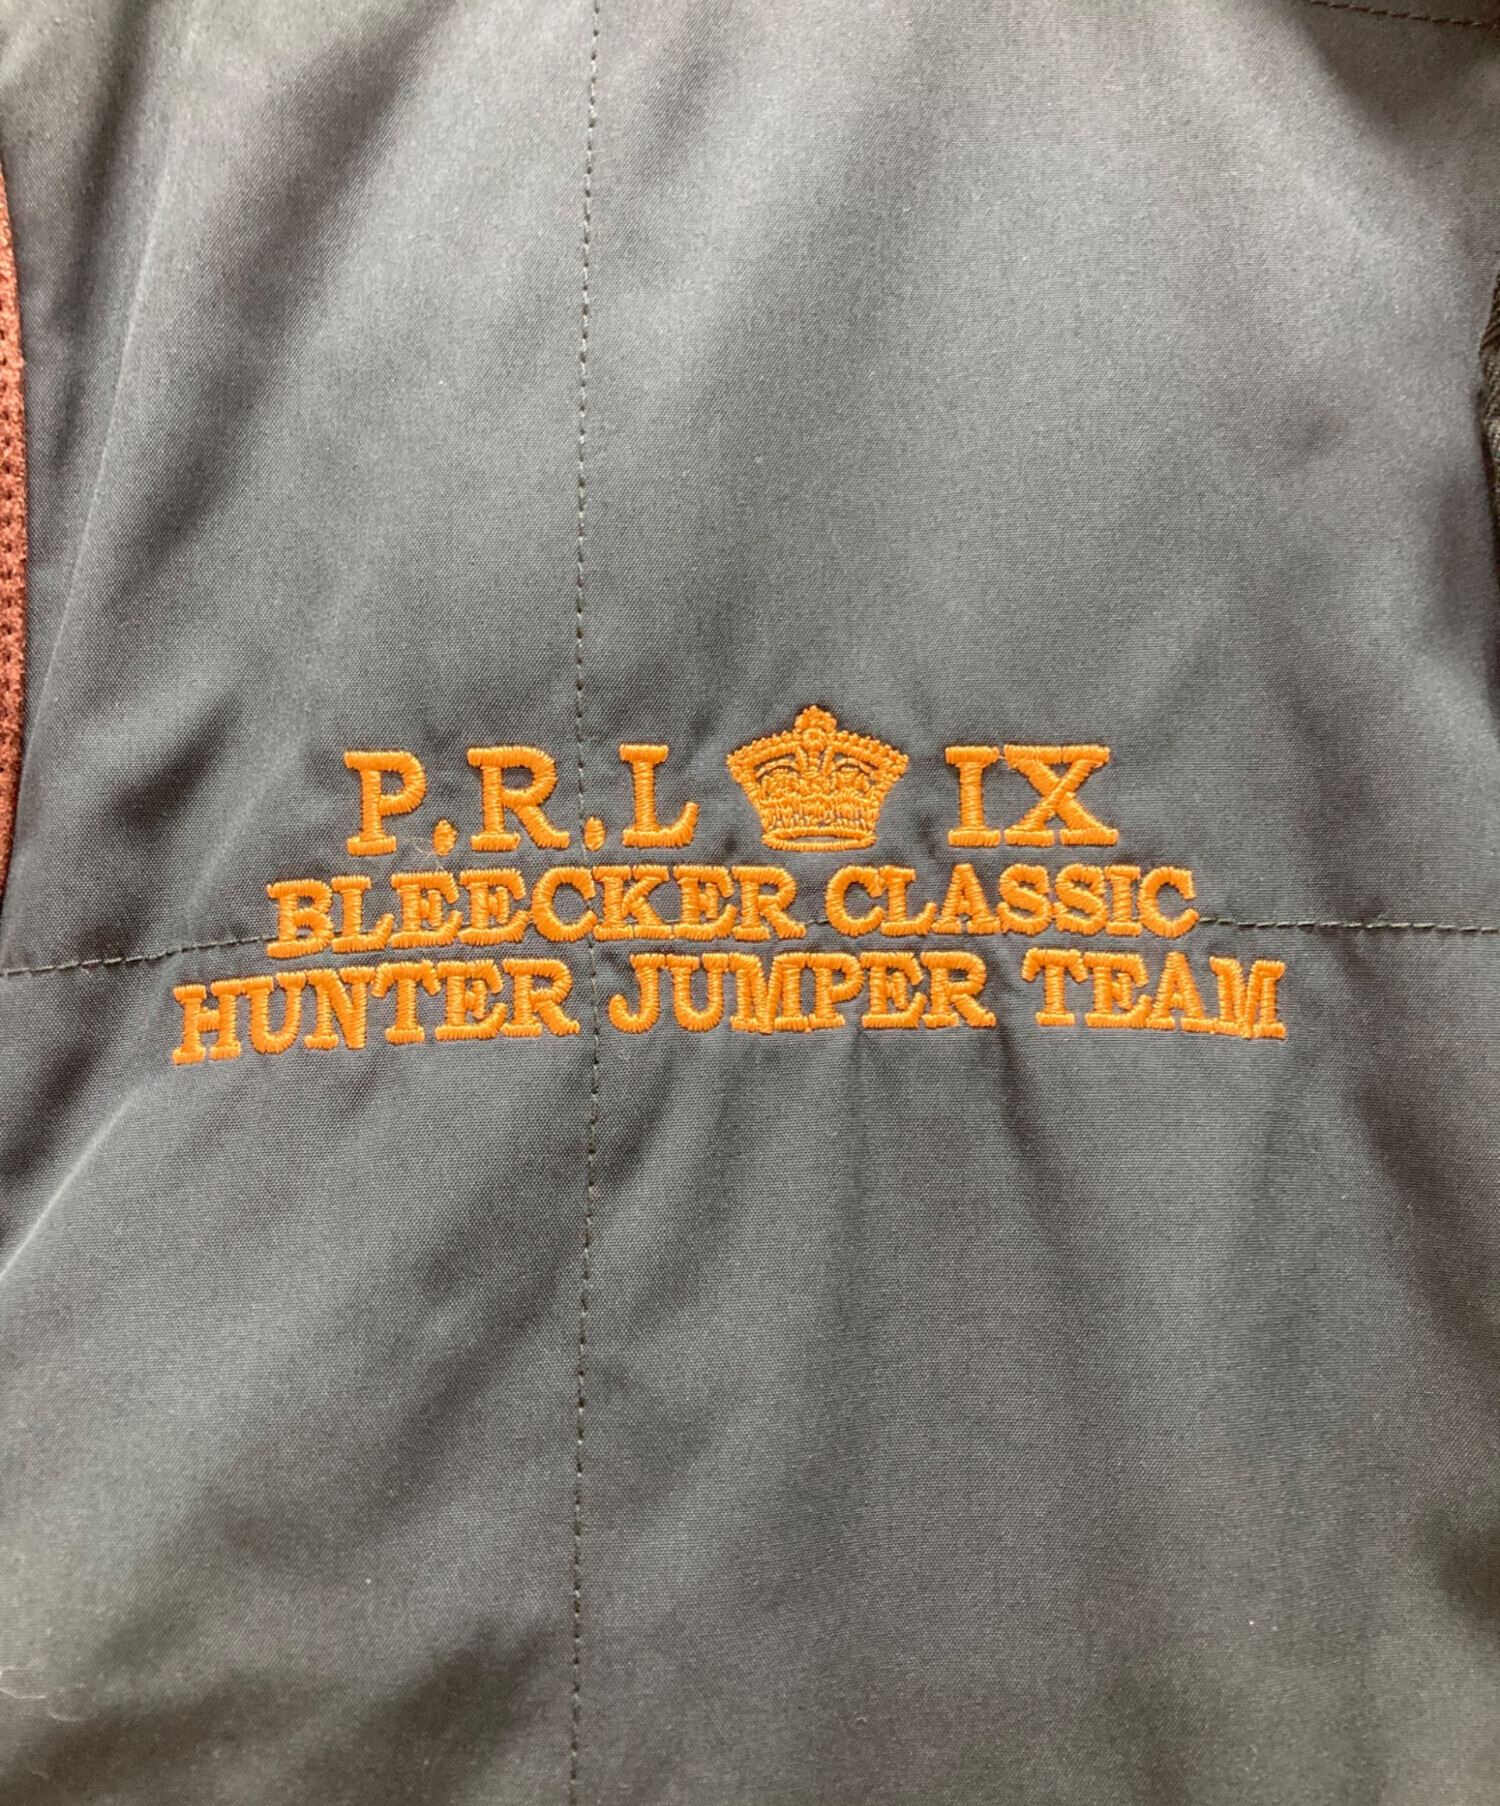 P.R.L IX
BLEECKER CLASSIC
HUNTER JUMPER TEAM